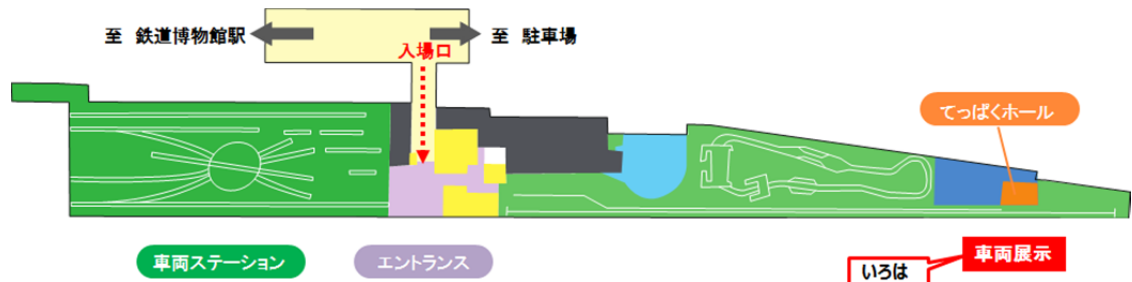 至 鉄道博物館駅
至 駐車場
入場口
てっぱくホール
車両ステーション
エントランス
車両展示
いろは